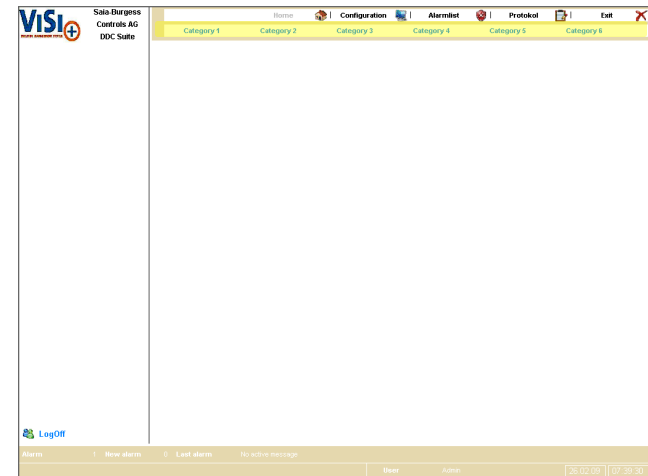 ViSi+
Saia-Burgess
Controls AG
DDC Suite
Home | Configuration | Alarmlist | Protokol | Exit
Category 1 Category 2 Category 3 Category 4 Category 5 Category 6
LogOff
Alarm 1 New alarm 0 Last alarm No active message
User Admin 26.02.09 07:39:30